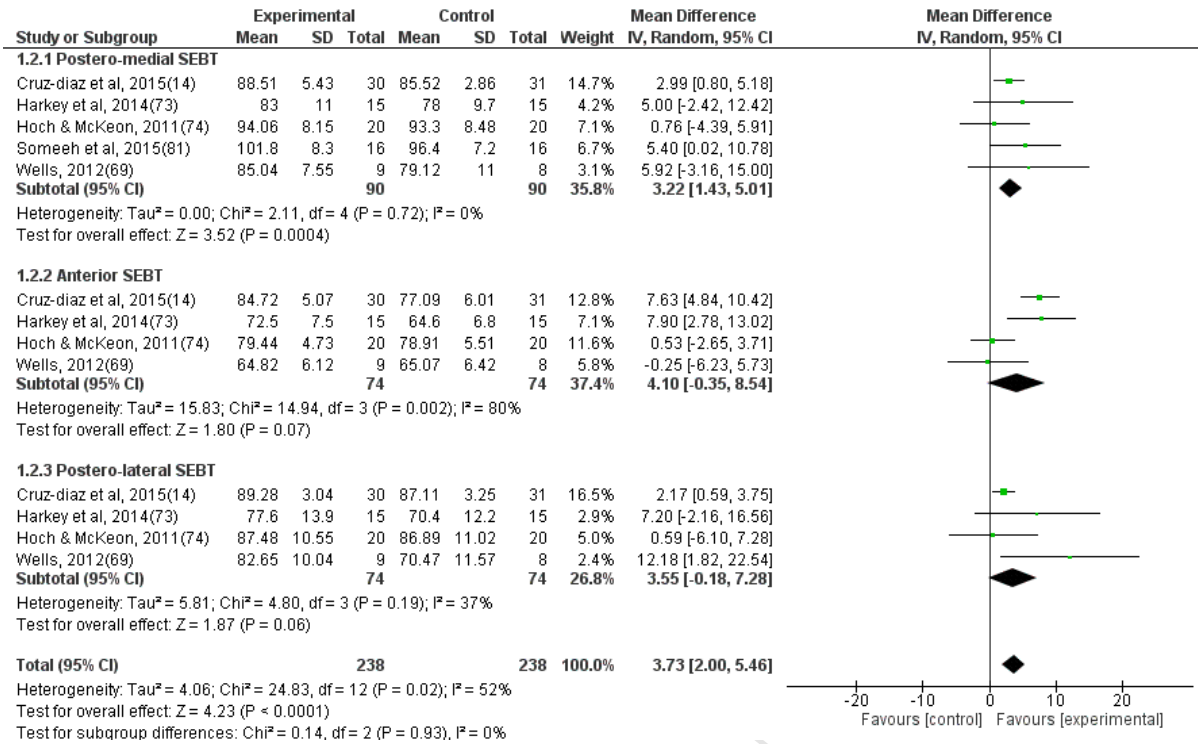 Experimental Control Mean Difference Mean Difference
Study or Subgroup Mean SD Total Mean SD Total Weight IV, Random, 95% CI IV, Random, 95% CI
1.2.1 Postero-medial SEBT
Cruz-diaz et al, 2015(14) 88.51 5.43 30 85.52 2.86 31 14.7% 2.99 [0.80, 5.18]
Harkey et al, 2014(73) 83 11 15 78 9.7 15 4.2% 5.00 [-2.42, 12.42]
Hoch & McKeon, 2011(74) 94.06 8.15 20 93.3 8.48 20 7.1% 0.76 [-4.39, 5.91]
Someeh et al, 2015(81) 101.8 8.3 16 96.4 7.2 16 6.7% 5.40 [0.02, 10.78]
Wells, 2012(69) 85.04 7.55 9 79.12 11 8 3.1% 5.92 [-3.16, 15.00]
Subtotal (95% CI) 90 90 35.8% 3.22 [1.43, 5.01]
Heterogeneity: Tau² = 0.00; Chi² = 2.11, df = 4 (P = 0.72); I² = 0%
Test for overall effect: Z = 3.52 (P = 0.0004)
1.2.2 Anterior SEBT
Cruz-diaz et al, 2015(14) 84.72 5.07 30 77.09 6.01 31 12.8% 7.63 [4.84, 10.42]
Harkey et al, 2014(73) 72.5 7.5 15 64.6 6.8 15 7.1% 7.90 [2.78, 13.02]
Hoch & McKeon, 2011(74) 79.44 4.73 20 78.91 5.51 20 11.6% 0.53 [-2.65, 3.71]
Wells, 2012(69) 64.82 6.12 9 65.07 6.42 8 5.8% -0.25 [-6.23, 5.73]
Subtotal (95% CI) 74 74 37.4% 4.10 [-0.35, 8.54]
Heterogeneity: Tau² = 15.83; Chi² = 14.94, df = 3 (P = 0.002); I² = 80%
Test for overall effect: Z = 1.80 (P = 0.07)
1.2.3 Postero-lateral SEBT
Cruz-diaz et al, 2015(14) 89.28 3.04 30 87.11 3.25 31 16.5% 2.17 [0.59, 3.75]
Harkey et al, 2014(73) 77.6 13.9 15 70.4 12.2 15 2.9% 7.20 [-2.16, 16.56]
Hoch & McKeon, 2011(74) 87.48 10.55 20 86.89 11.02 20 5.0% 0.59 [-6.10, 7.28]
Wells, 2012(69) 82.65 10.04 9 70.47 11.57 8 2.4% 12.18 [1.82, 22.54]
Subtotal (95% CI) 74 74 26.8% 3.55 [-0.18, 7.28]
Heterogeneity: Tau² = 5.81; Chi² = 4.80, df = 3 (P = 0.19); I² = 37%
Test for overall effect: Z = 1.87 (P = 0.06)
Total (95% CI) 238 238 100.0% 3.73 [2.00, 5.46]
Heterogeneity: Tau² = 4.06; Chi² = 24.83, df = 12 (P = 0.02); I² = 52%
Test for overall effect: Z = 4.23 (P < 0.0001)
Test for subgroup differences: Chi² = 0.14, df = 2 (P = 0.93), I² = 0%
-20 -10 0 10 20
Favours [control] Favours [experimental]